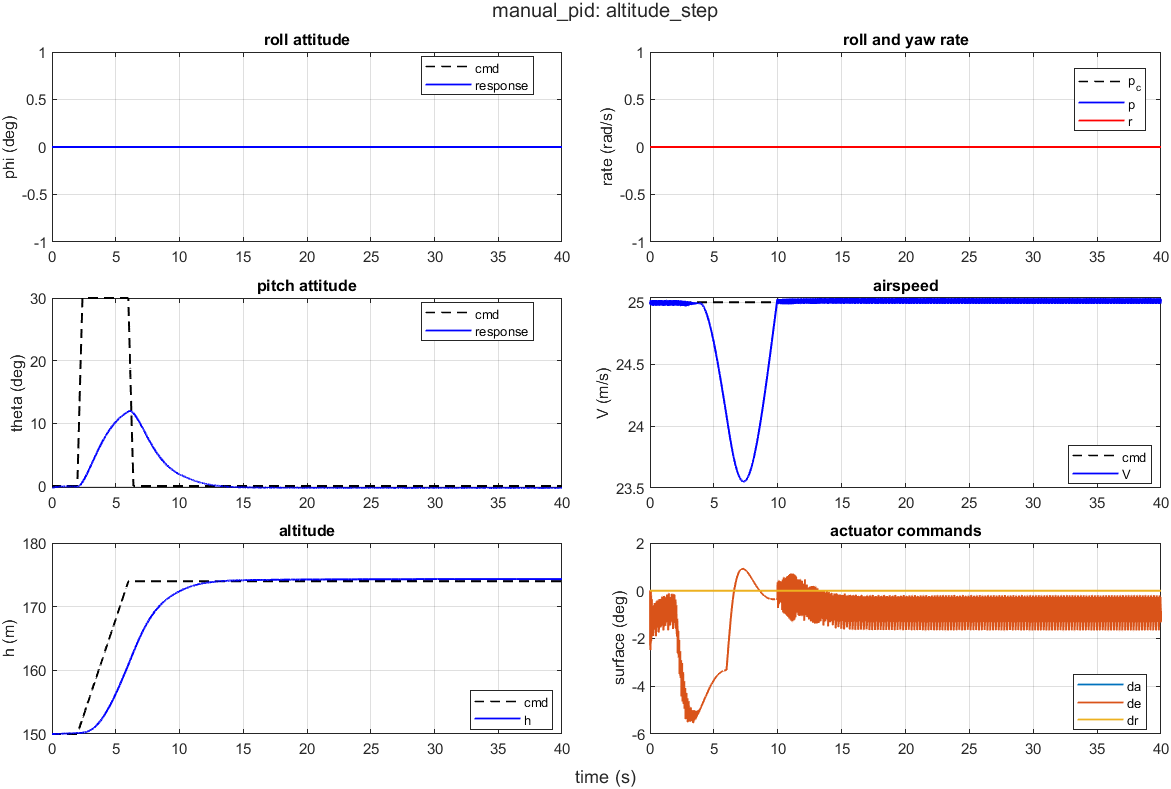 manual_pid: altitude_step
roll attitude
phi (deg)
1
0.5
0
-0.5
-1
0 5 10 15 20 25 30 35 40
cmd
response
roll and yaw rate
rate (rad/s)
1
0.5
0
-0.5
-1
0 5 10 15 20 25 30 35 40
p_c
p
r
pitch attitude
theta (deg)
30
20
10
0
0 5 10 15 20 25 30 35 40
cmd
response
airspeed
V (m/s)
25
24.5
24
23.5
0 5 10 15 20 25 30 35 40
cmd
V
altitude
h (m)
180
170
160
150
0 5 10 15 20 25 30 35 40
cmd
h
actuator commands
surface (deg)
2
0
-2
-4
-6
0 5 10 15 20 25 30 35 40
da
de
dr
time (s)